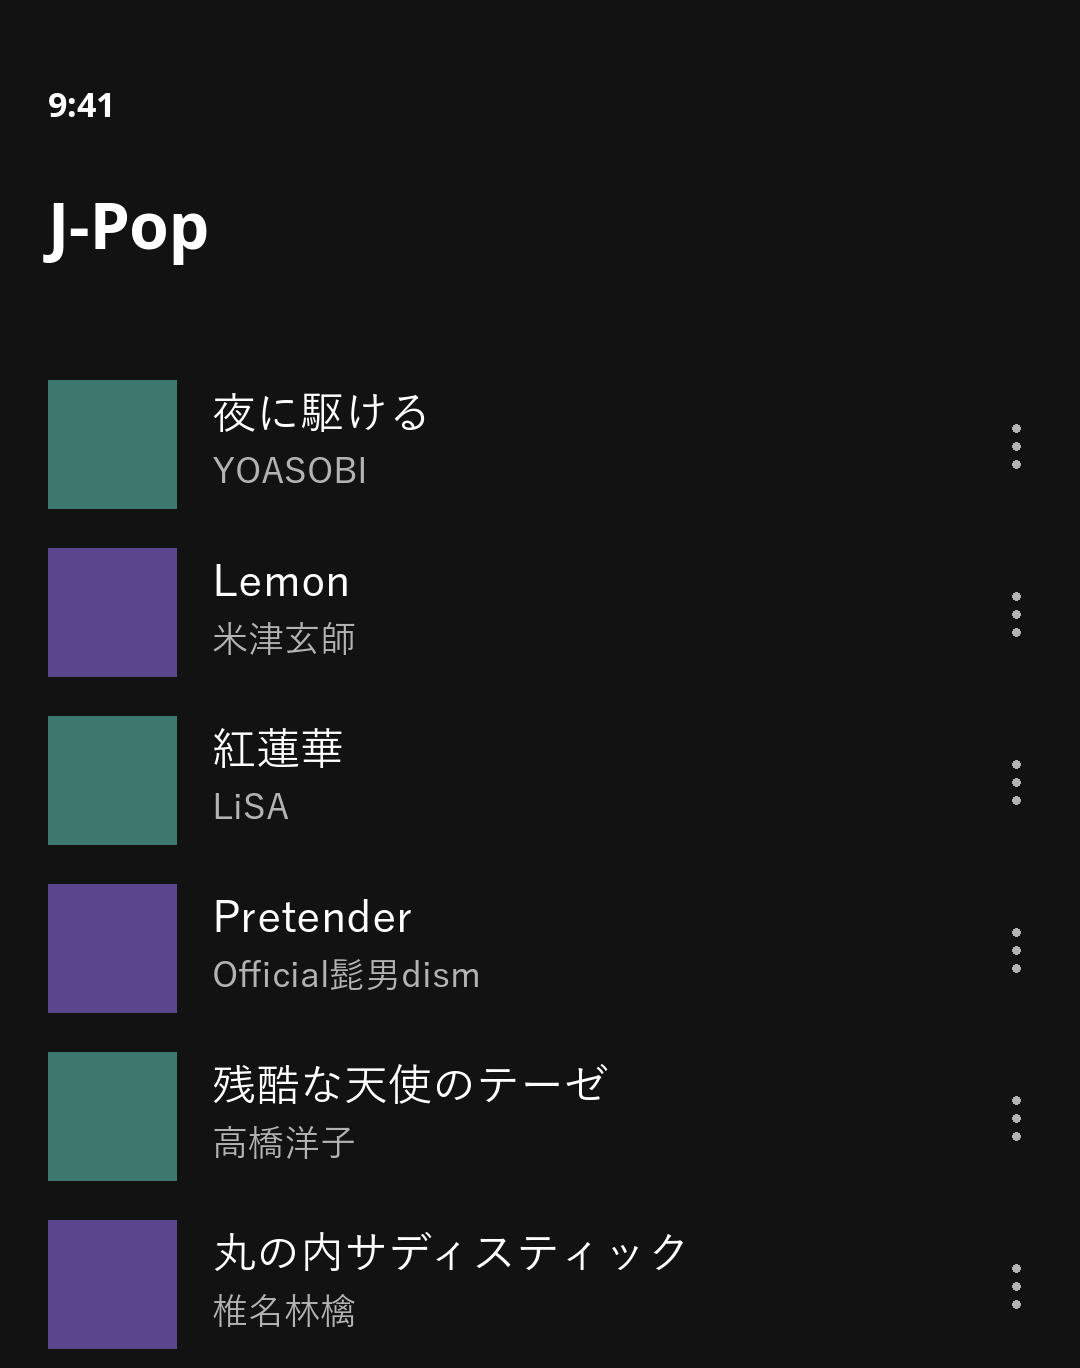 9:41
J-Pop
夜に駆ける
YOASOBI
Lemon
米津玄師
紅蓮華
LiSA
Pretender
Official髭男dism
残酷な天使のテーゼ
高橋洋子
丸の内サディスティック
椎名林檎